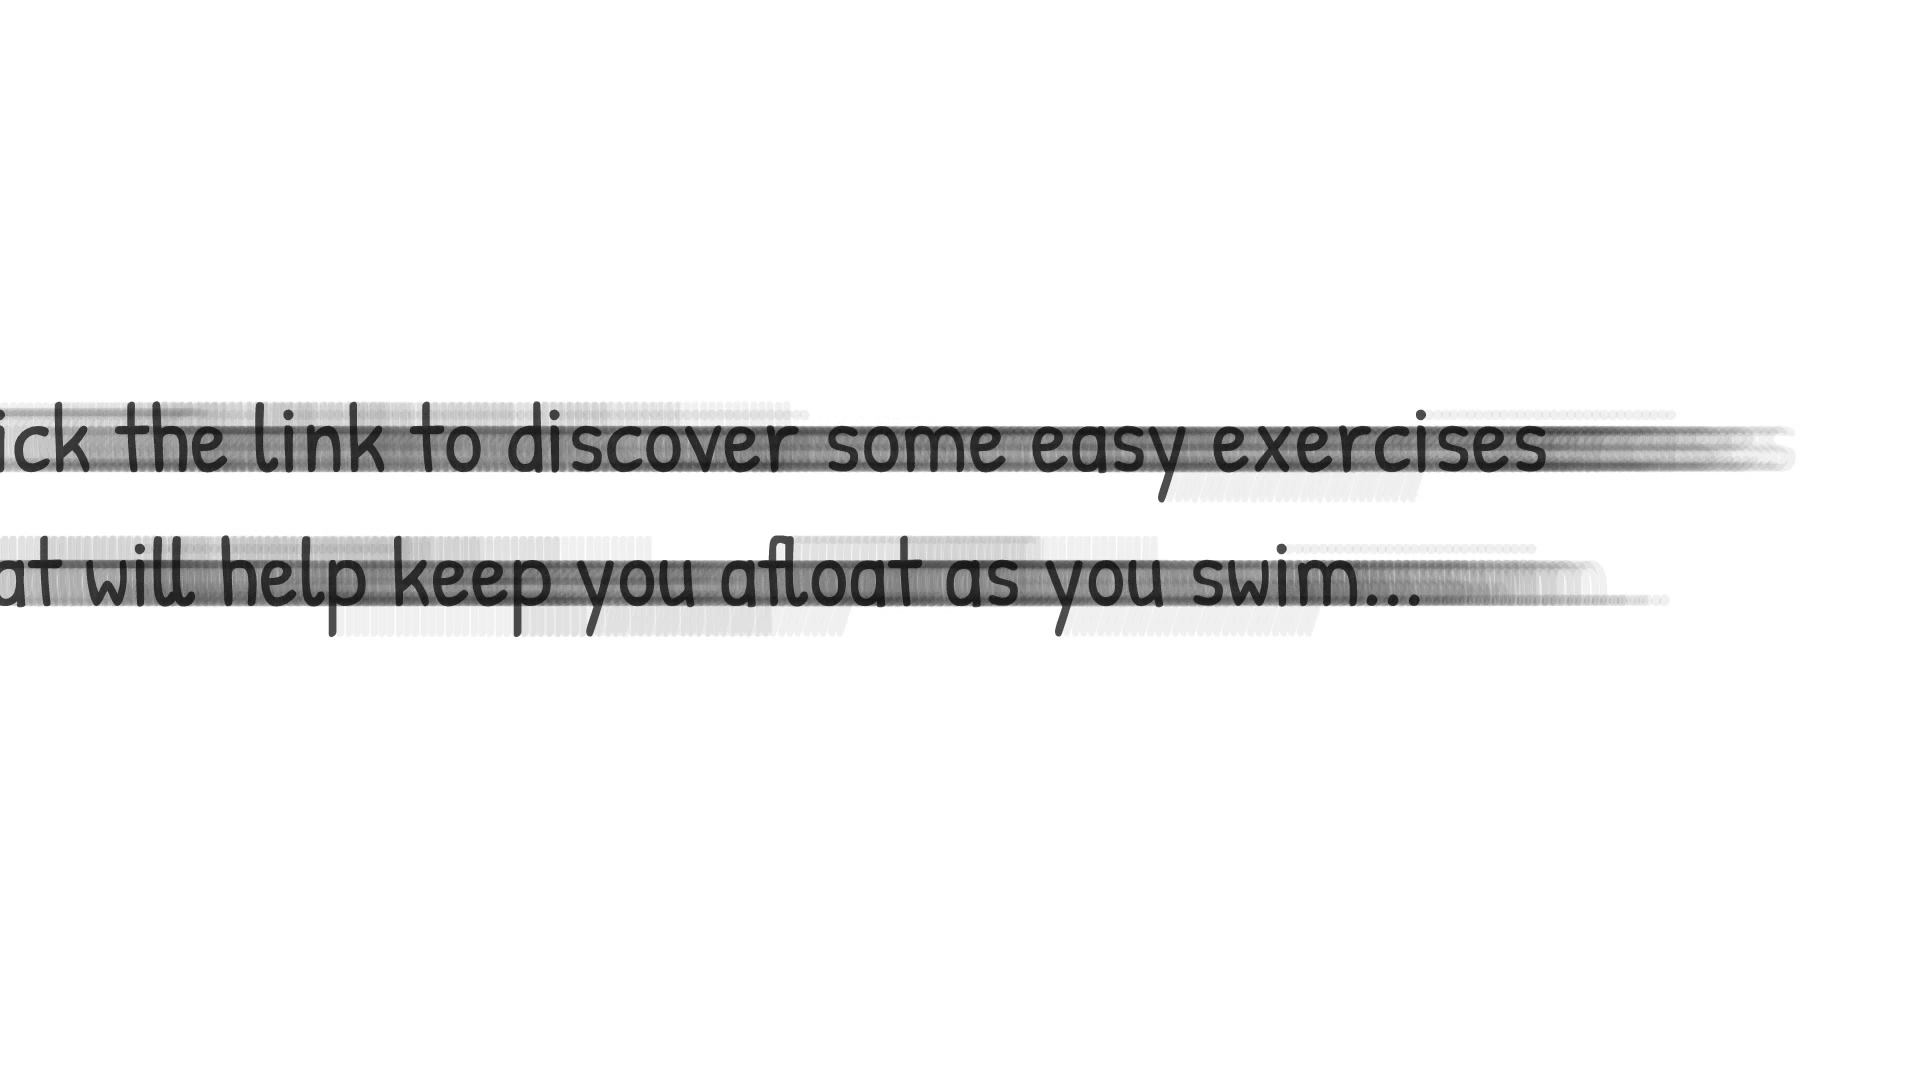 ick the link to discover some easy exercises
at will help keep you afloat as you swim...